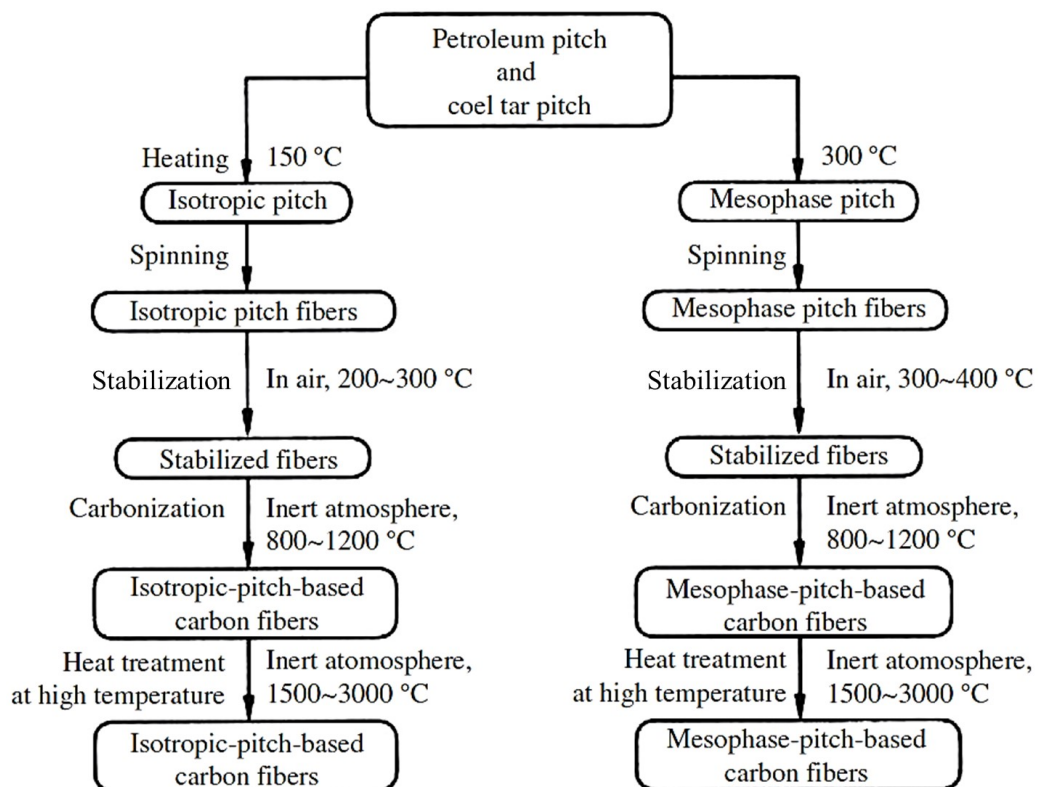 Petroleum pitch
and
coel tar pitch
Heating 150 °C
Isotropic pitch
Spinning
Isotropic pitch fibers
Stabilization In air, 200~300 °C
Stabilized fibers
Carbonization Inert atmosphere,
800~1200 °C
Isotropic-pitch-based
carbon fibers
Heat treatment Inert atomosphere,
at high temperature 1500~3000 °C
Isotropic-pitch-based
carbon fibers
300 °C
Mesophase pitch
Spinning
Mesophase pitch fibers
Stabilization In air, 300~400 °C
Stabilized fibers
Carbonization Inert atmosphere,
800~1200 °C
Mesophase-pitch-based
carbon fibers
Heat treatment Inert atomosphere,
at high temperature 1500~3000 °C
Mesophase-pitch-based
carbon fibers